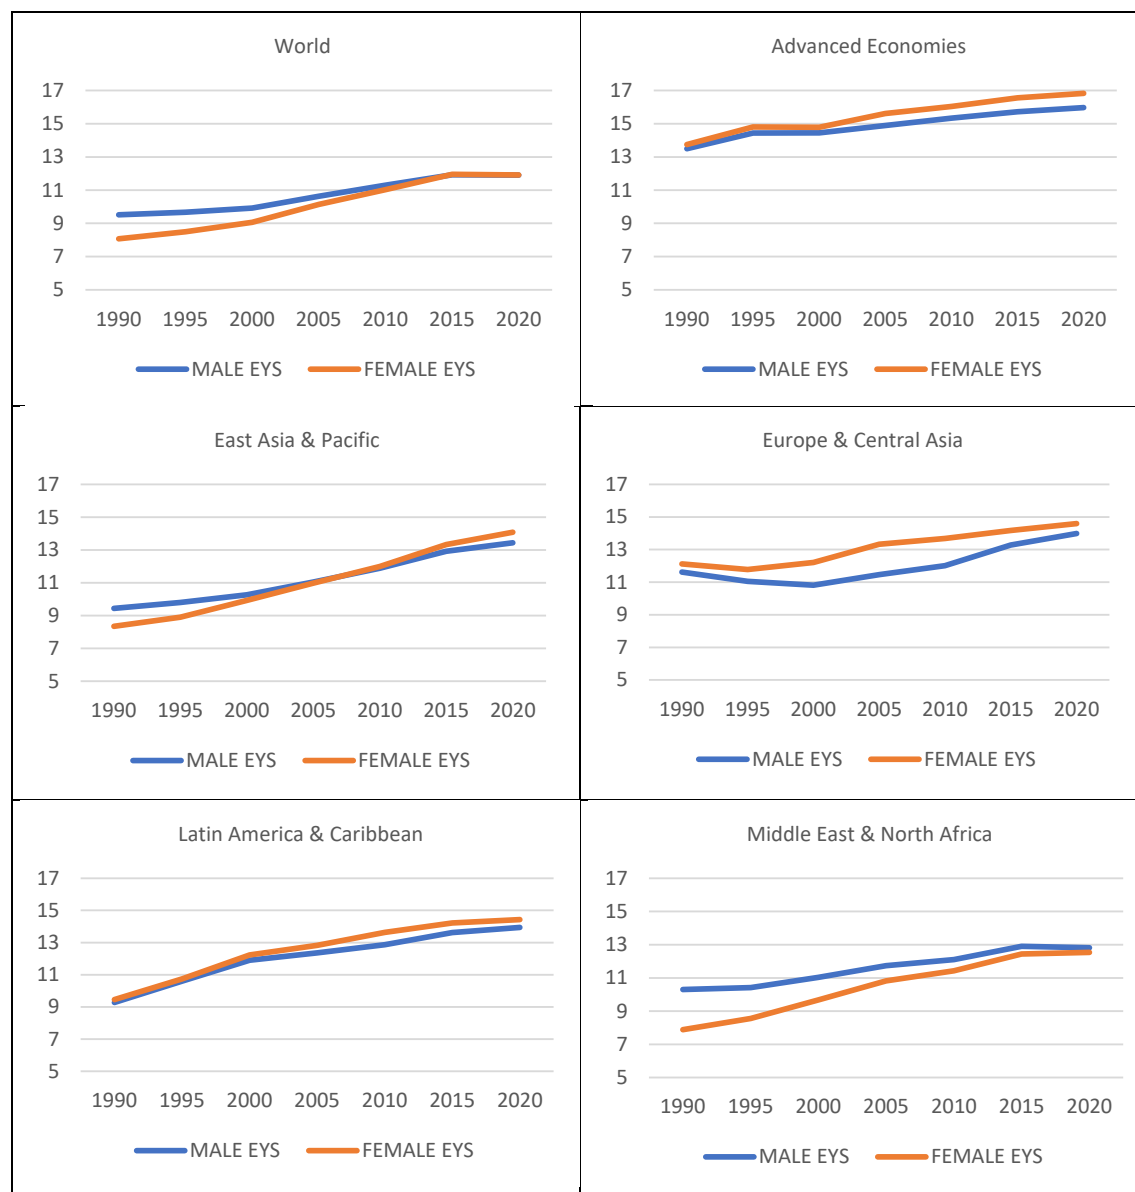 World
17
15
13
11
9
7
5
1990 1995 2000 2005 2010 2015 2020
MALE EYS FEMALE EYS
Advanced Economies
17
15
13
11
9
7
5
1990 1995 2000 2005 2010 2015 2020
MALE EYS FEMALE EYS
East Asia & Pacific
17
15
13
11
9
7
5
1990 1995 2000 2005 2010 2015 2020
MALE EYS FEMALE EYS
Europe & Central Asia
17
15
13
11
9
7
5
1990 1995 2000 2005 2010 2015 2020
MALE EYS FEMALE EYS
Latin America & Caribbean
17
15
13
11
9
7
5
1990 1995 2000 2005 2010 2015 2020
MALE EYS FEMALE EYS
Middle East & North Africa
17
15
13
11
9
7
5
1990 1995 2000 2005 2010 2015 2020
MALE EYS FEMALE EYS